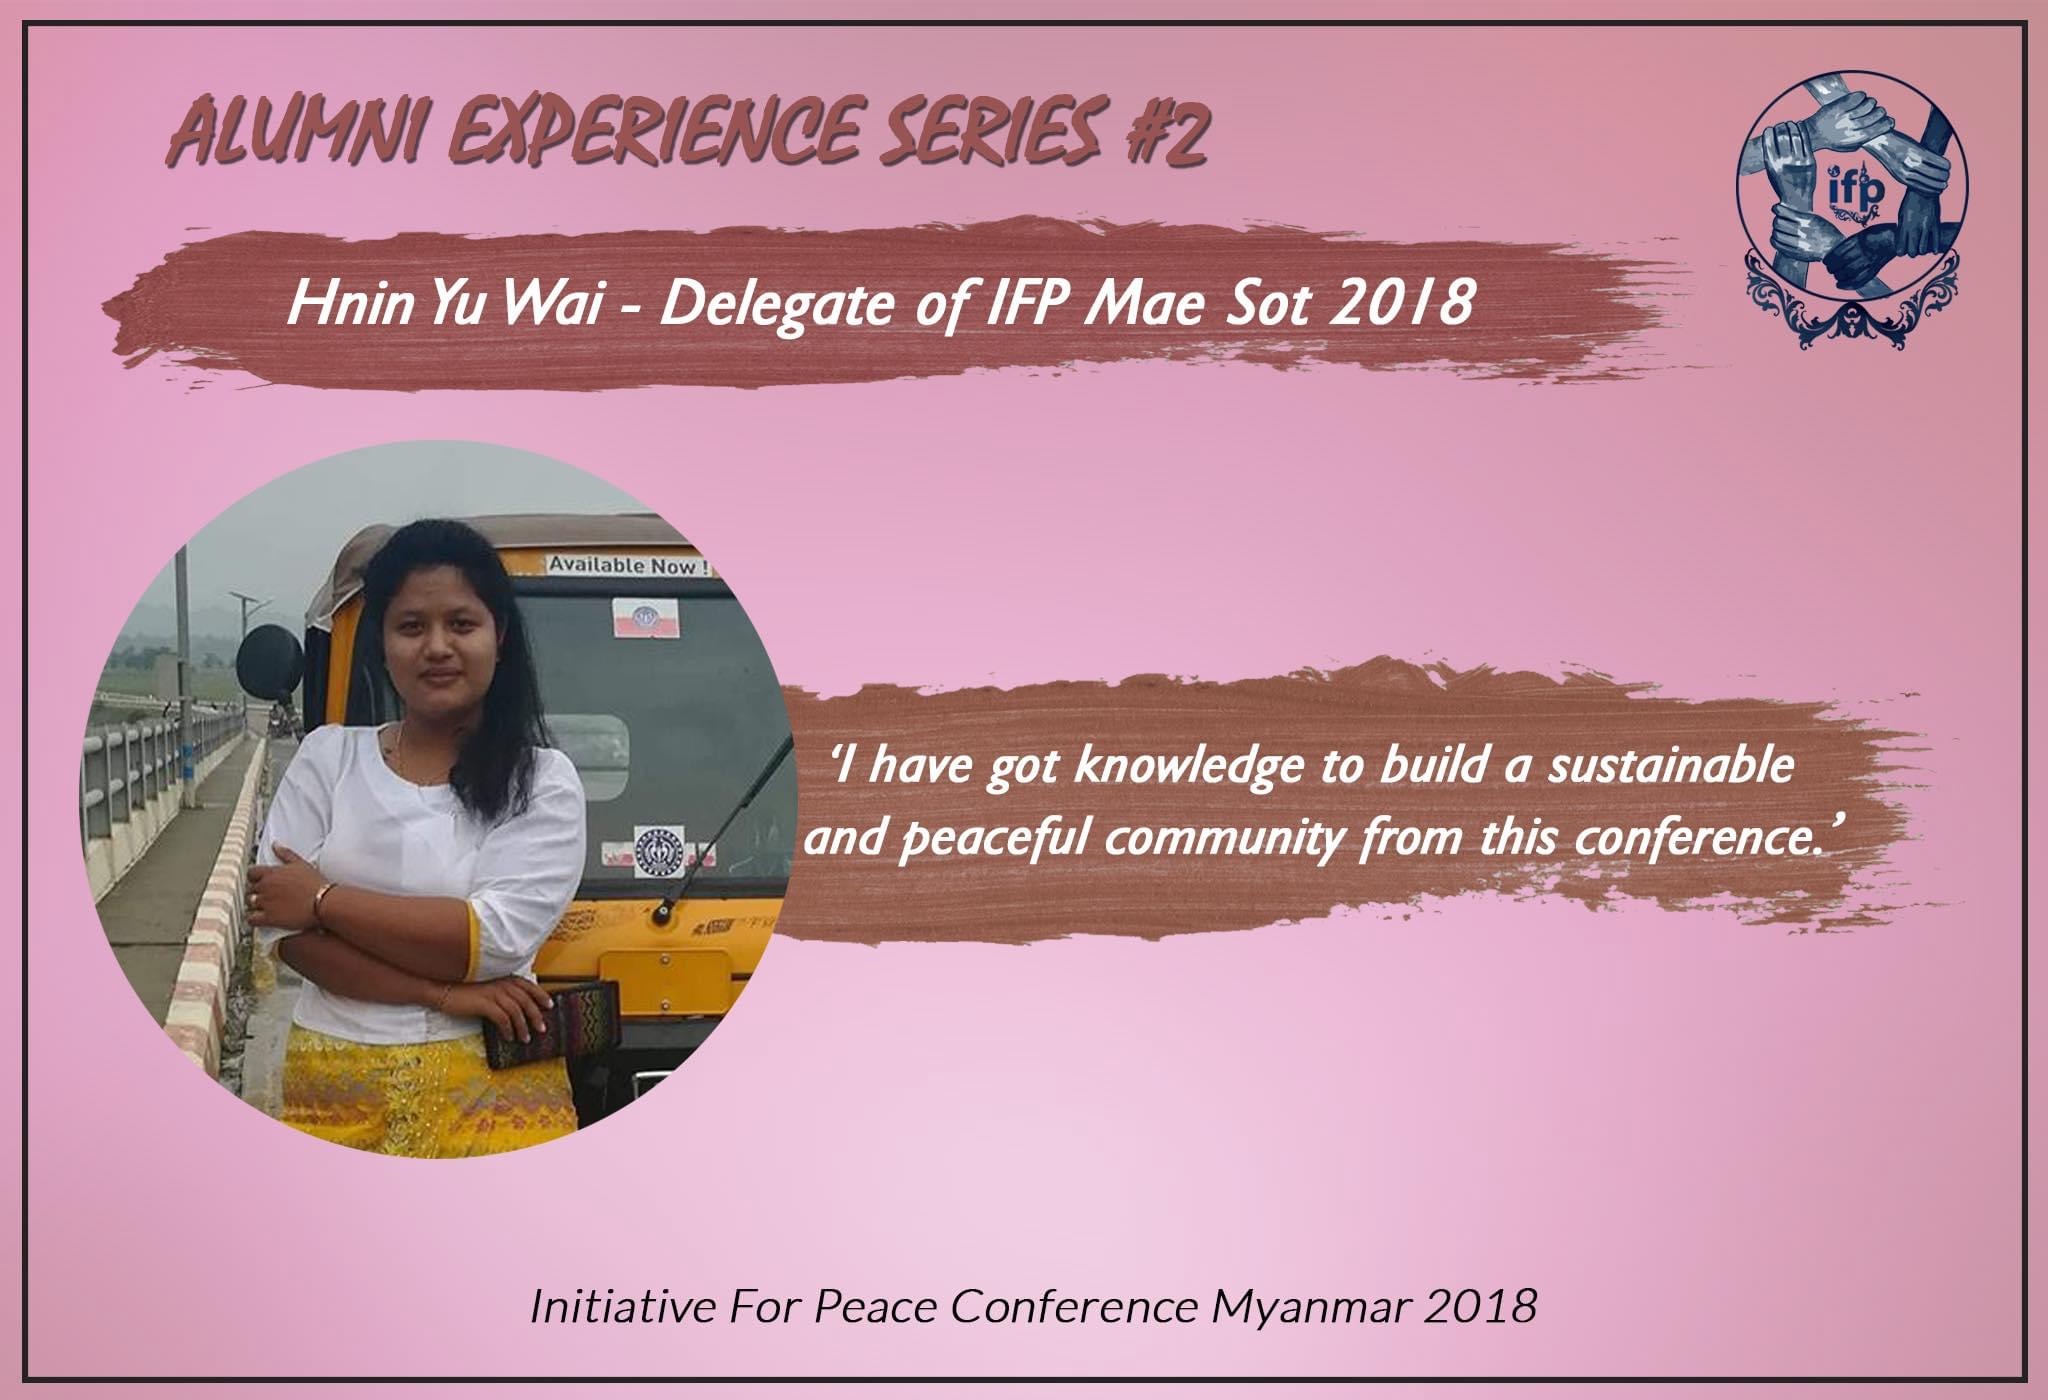 ALUMNI EXPERIENCE SERIES #2
ifp
Hnin Yu Wai - Delegate of IFP Mae Sot 2018
Available Now !
‘I have got knowledge to build a sustainable
and peaceful community from this conference.’
Initiative For Peace Conference Myanmar 2018